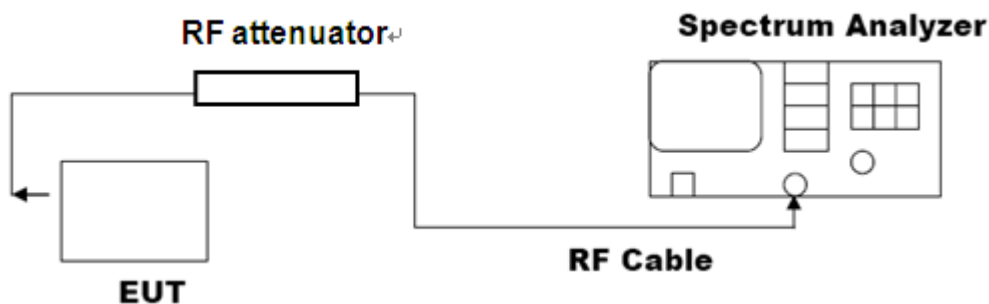 RF attenuator↵
Spectrum Analyzer
RF Cable
EUT